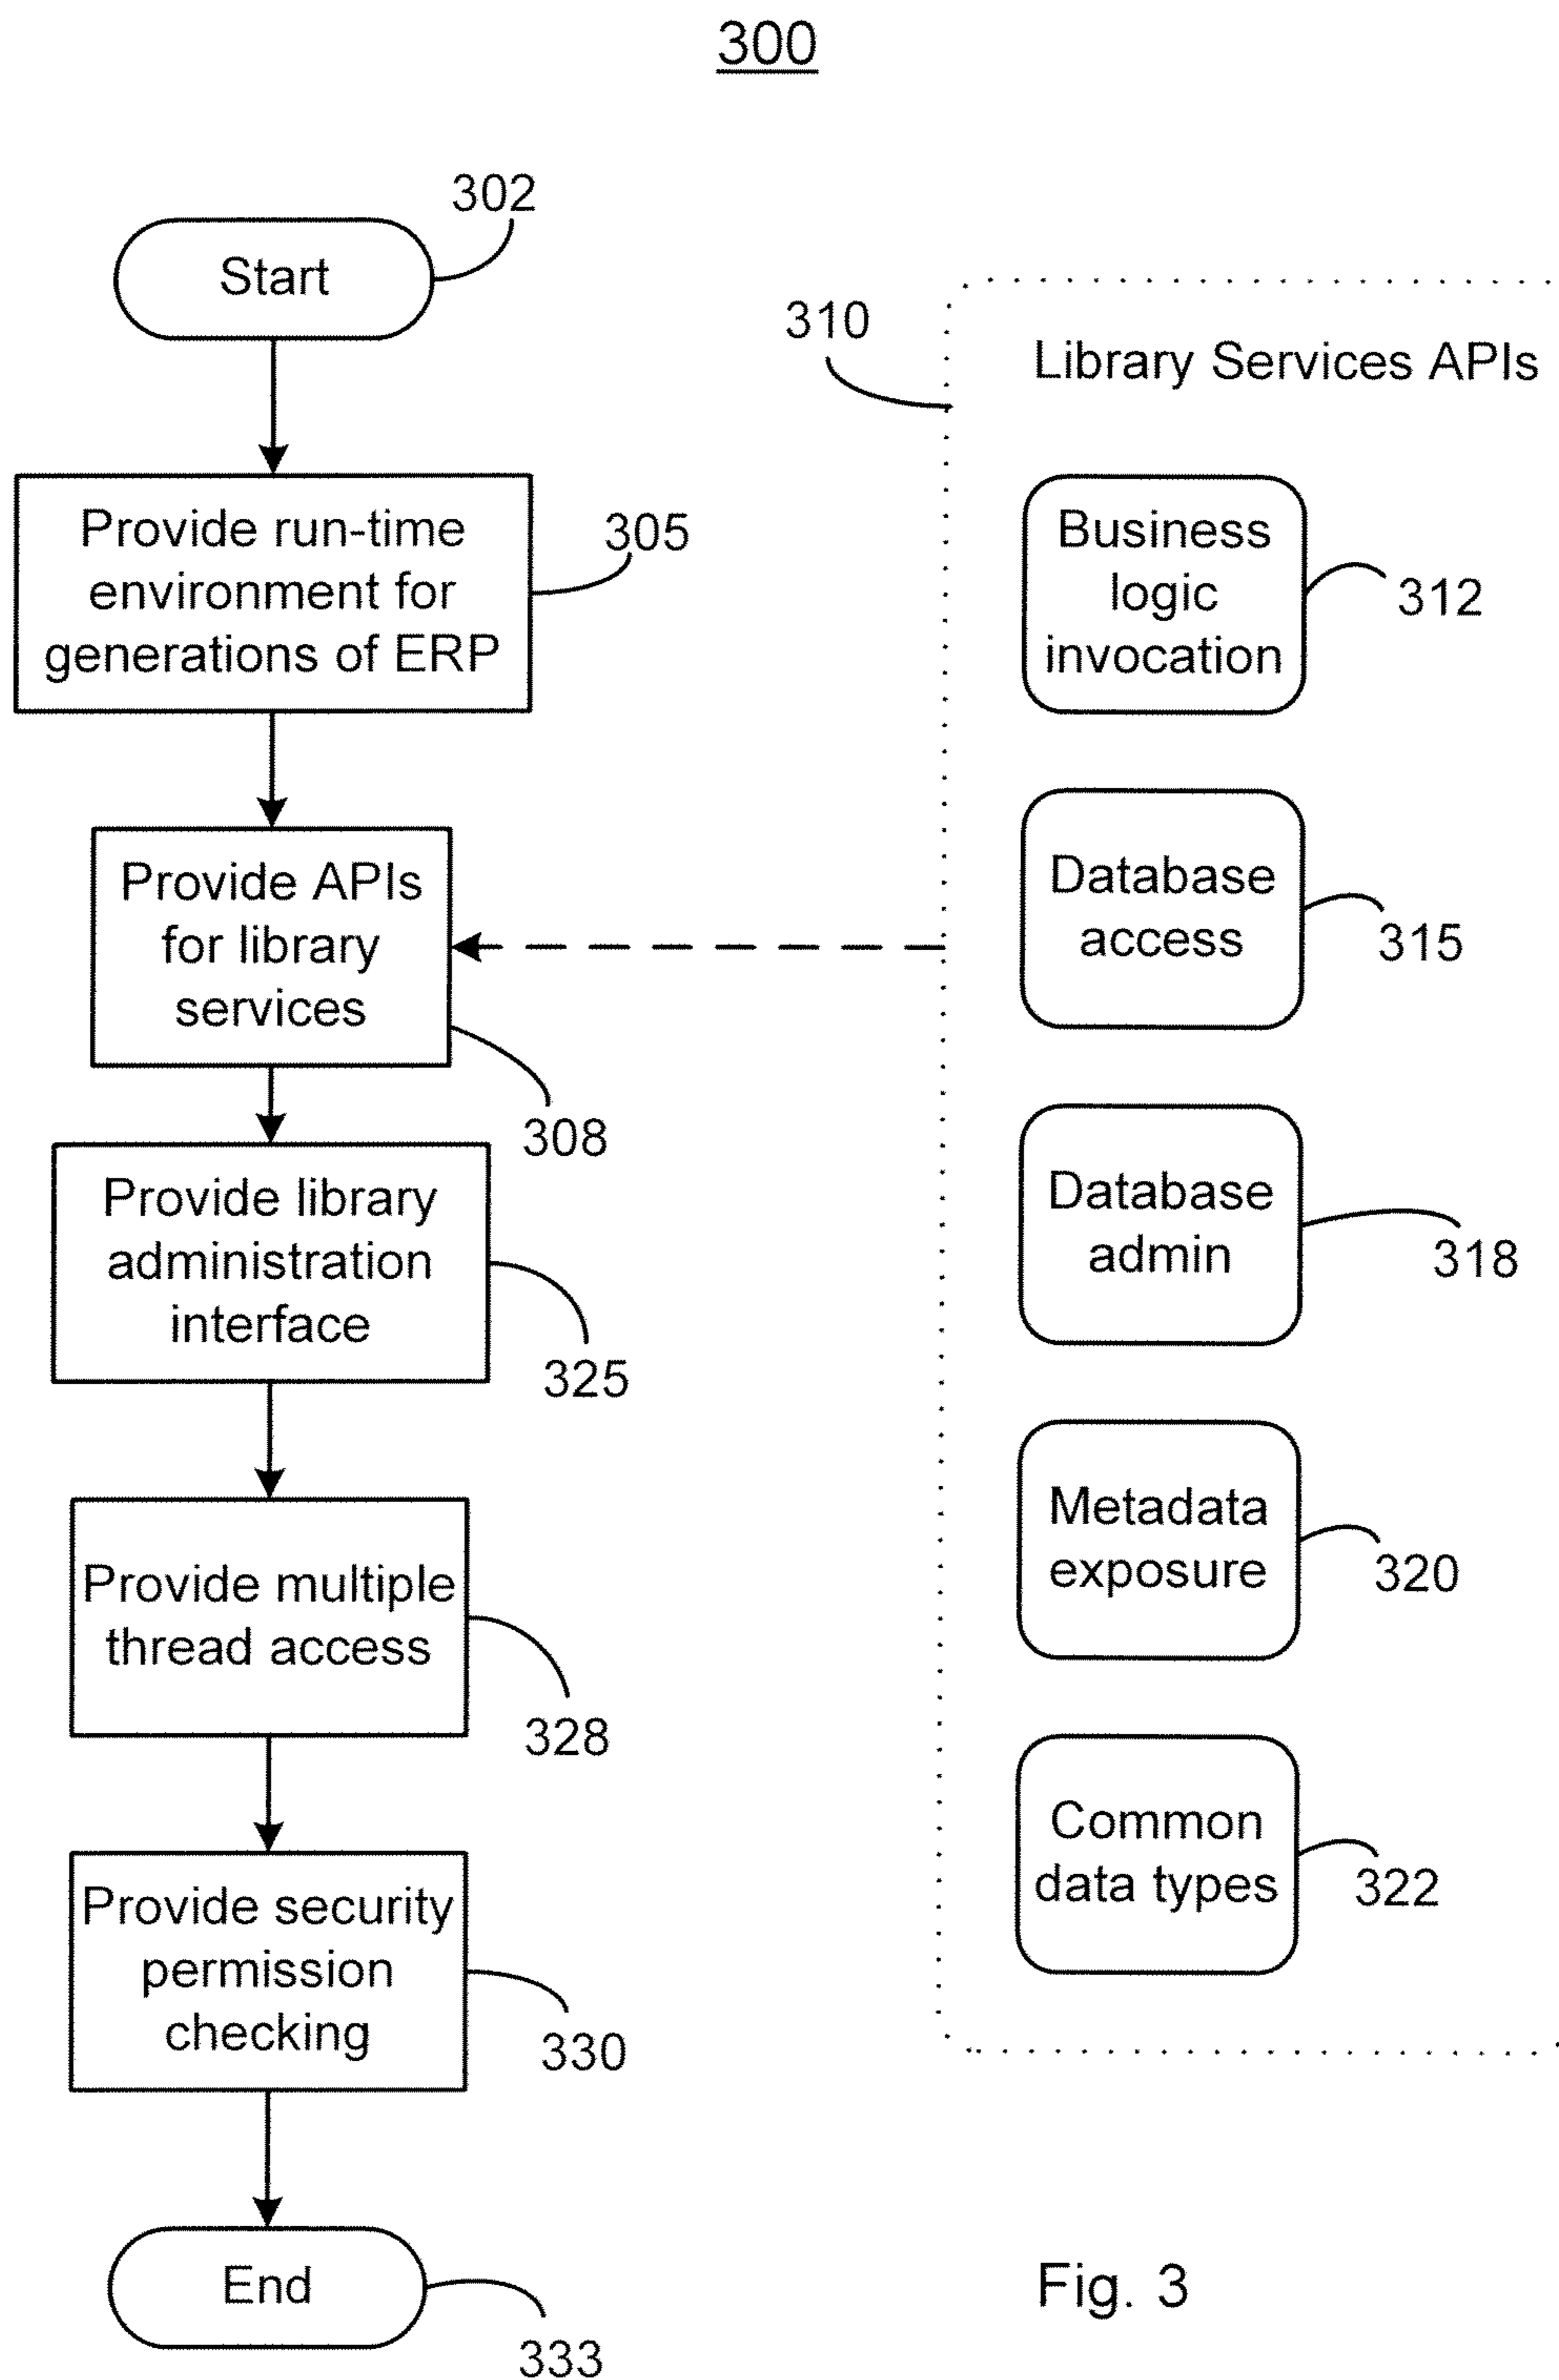 300
302
Start
Provide run-time
environment for
generations of ERP
305
Provide APIs
for library
services
308
Provide library
administration
interface
325
Provide multiple
thread access
328
Provide security
permission
checking
330
End
333
310
Library Services APIs
Business
logic
invocation
312
Database
access
315
Database
admin
318
Metadata
exposure
320
Common
data types
322
Fig. 3